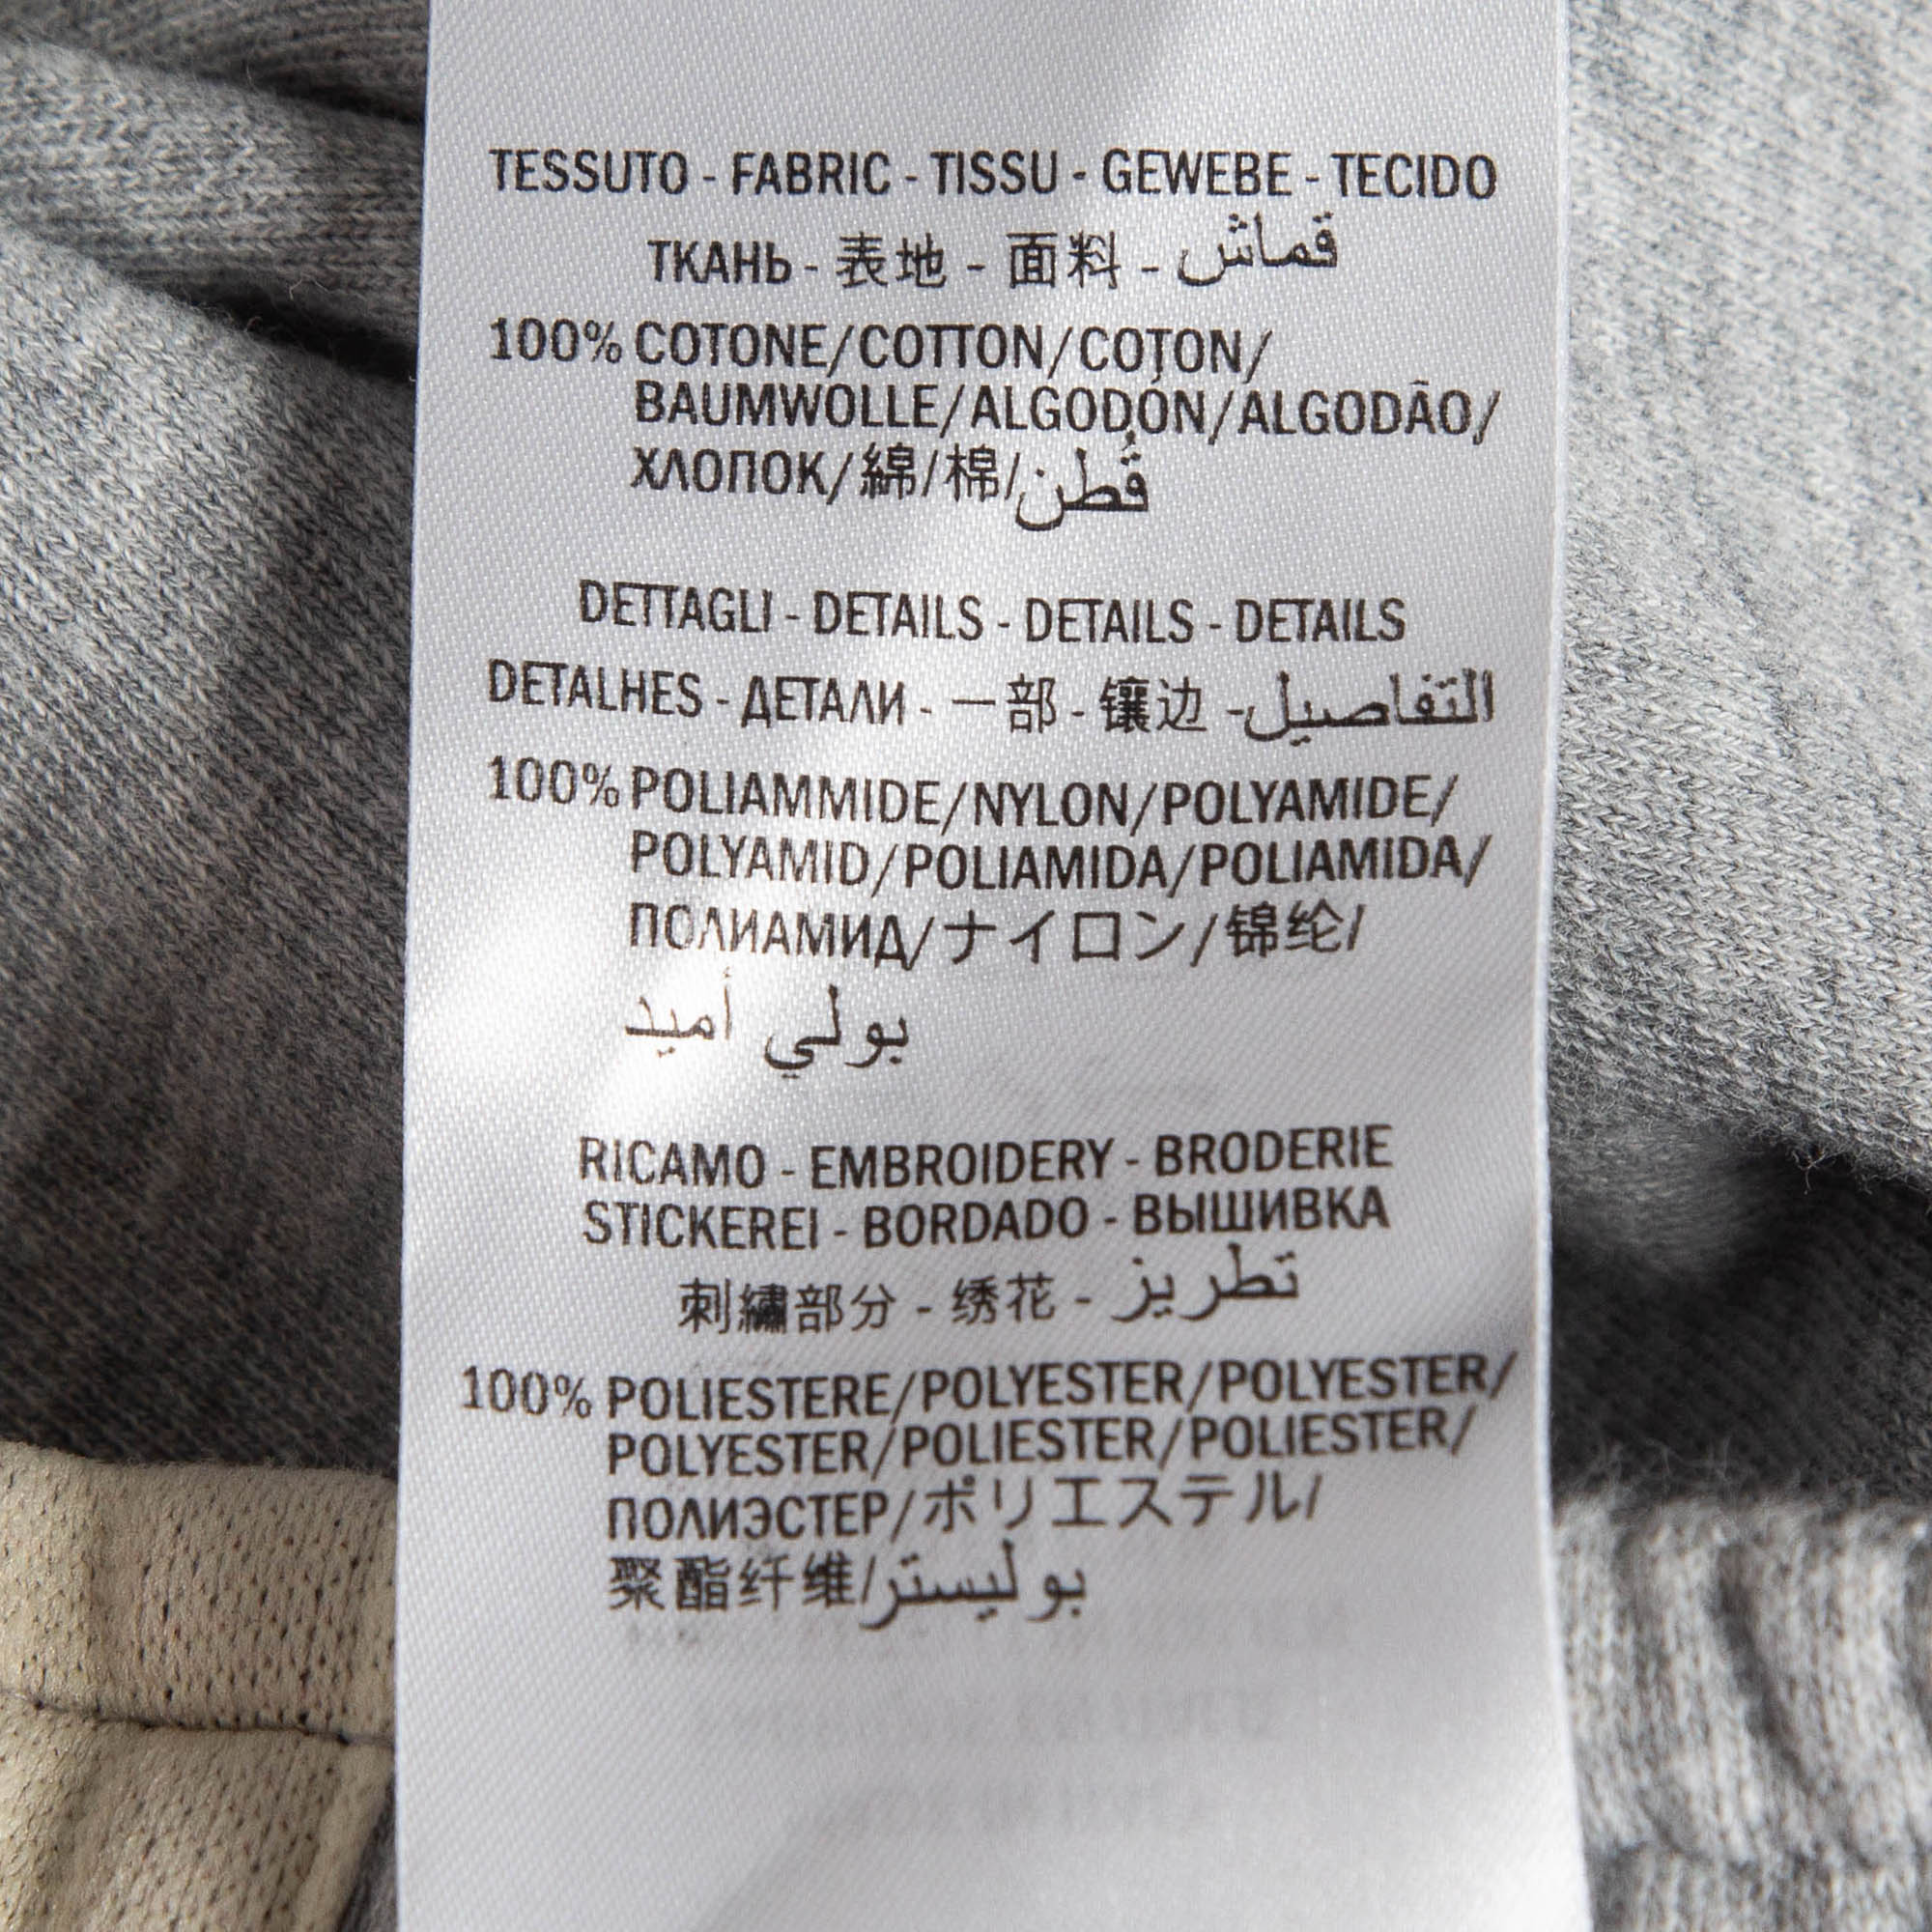 TESSUTO - FABRIC - TISSU - GEWEBE - TECIDO
ТКАНЬ - 表地 - 面料 - قماش
100% COTONE/COTTON/COTON/
BAUMWOLLE/ALGODÓN/ALGODÃO/
ХЛОПОК/綿/棉/قُطن
DETTAGLI - DETAILS - DETAILS - DETAILS
DETALHES - ДЕТАЛИ - 一部 - 镶边 - التفاصيل
100% POLIAMMIDE/NYLON/POLYAMIDE/
POLYAMID/POLIAMIDA/POLIAMIDA/
ПОЛИАМИД/ナイロン/锦纶/
بولي أميد
RICAMO - EMBROIDERY - BRODERIE
STICKEREI - BORDADO - ВЫШИВКА
刺繍部分 - 绣花 - تطريز
100% POLIESTERE/POLYESTER/POLYESTER/
POLYESTER/POLIESTER/POLIESTER/
ПОЛИЭСТЕР/ポリエステル/
聚酯纤维/بوليستر